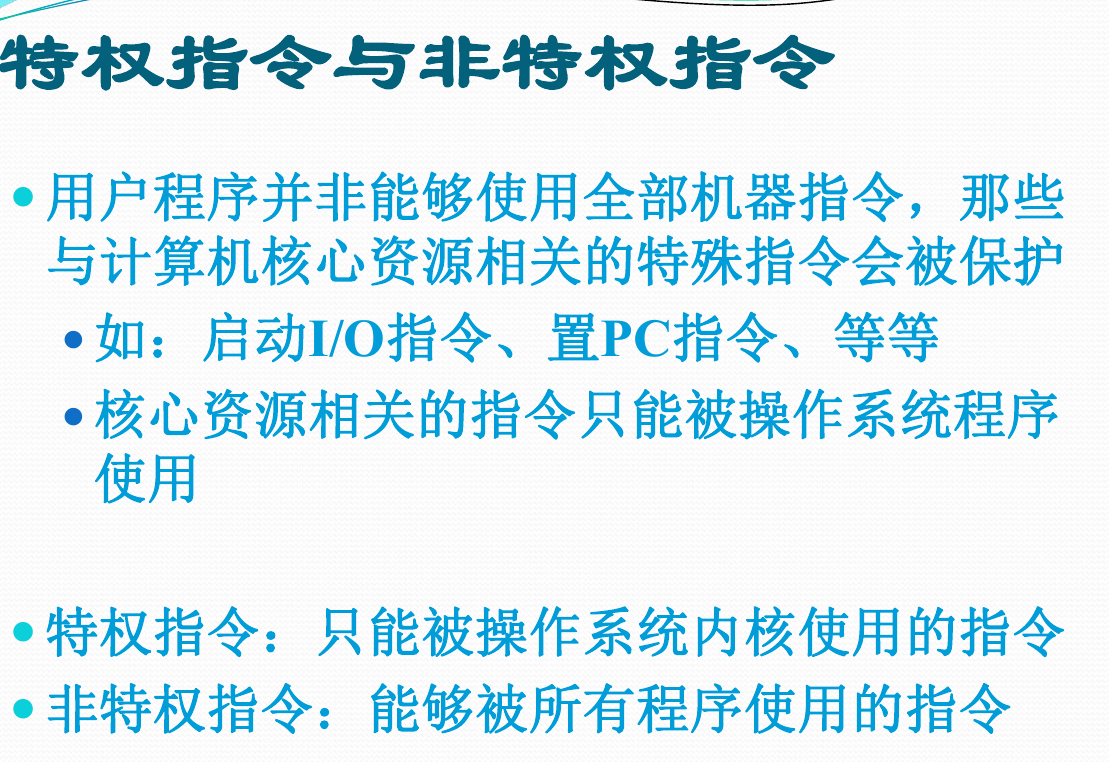 特权指令与非特权指令
用户程序并非能够使用全部机器指令，那些
与计算机核心资源相关的特殊指令会被保护
如：启动I/O指令、置PC指令、等等
核心资源相关的指令只能被操作系统程序
使用
特权指令：只能被操作系统内核使用的指令
非特权指令：能够被所有程序使用的指令